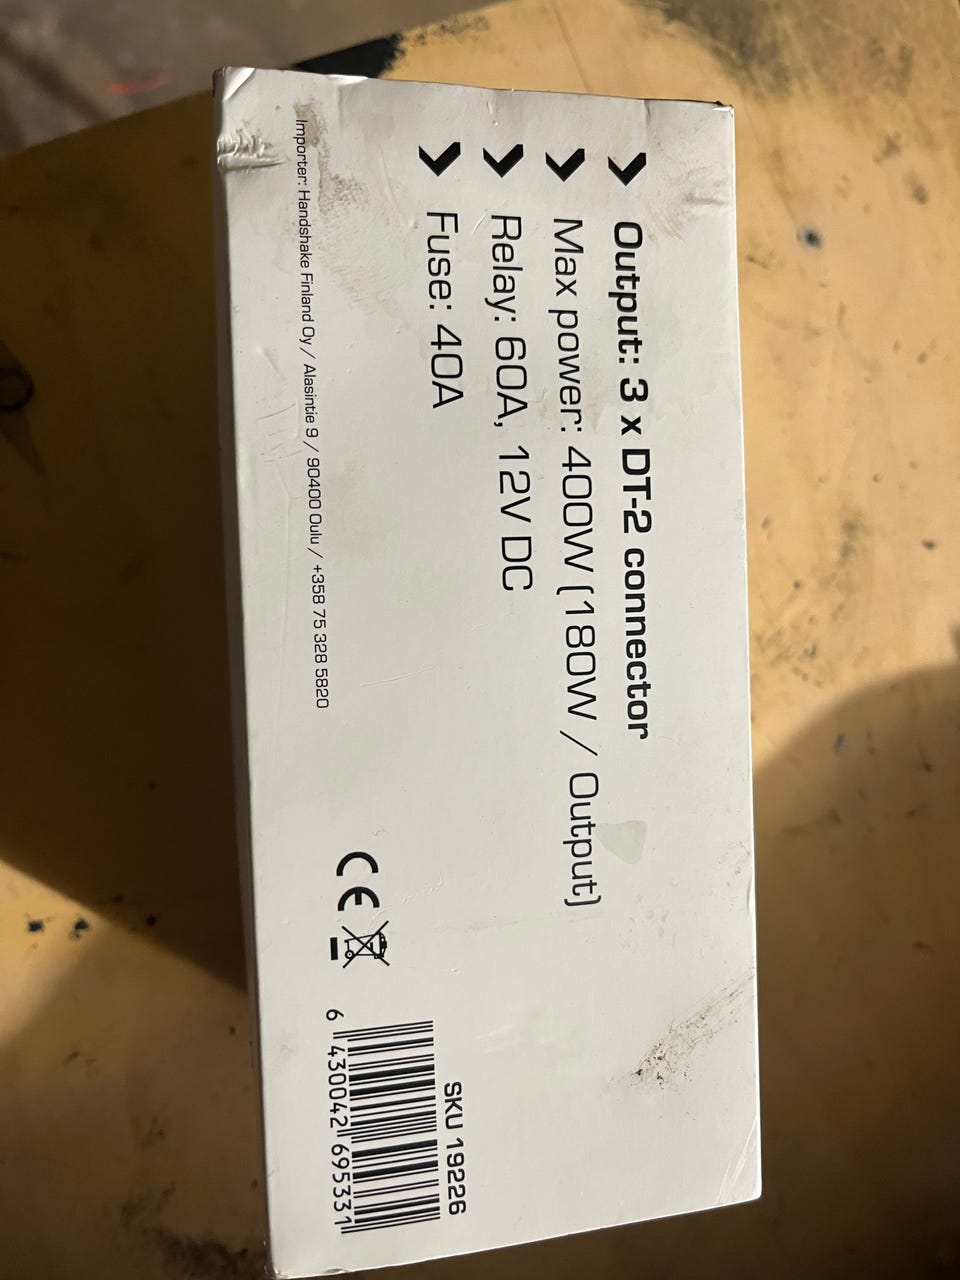 Output: 3 x DT-2 connector
Max power: 400W (180W / Output)
Relay: 60A, 12V DC
Fuse: 40A
Importer: Handshake Finland Oy / Alasintie 9 / 90400 Oulu / +358 75 328 5820
CE
SKU 19226
6 430042 695331